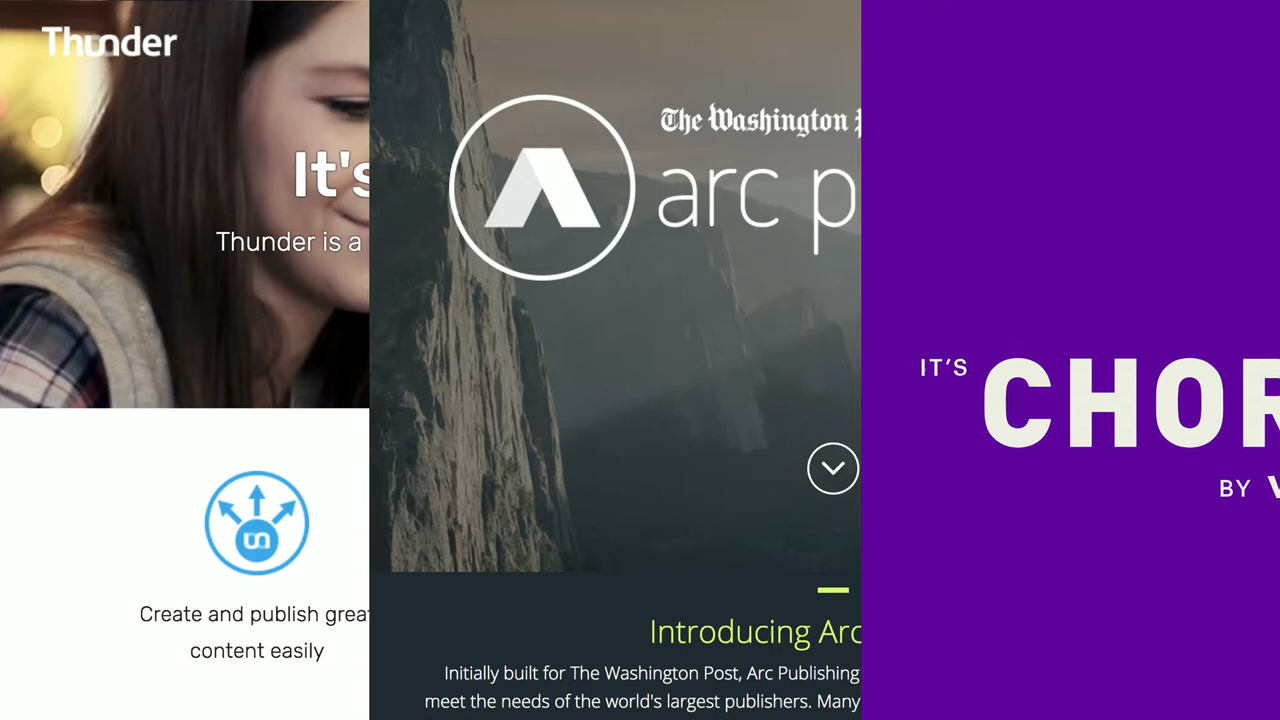 Thunder
It's
Thunder is a
Create and publish great
content easily
The Washington
arc p
Introducing Arc
Initially built for The Washington Post, Arc Publishing
meet the needs of the world's largest publishers. Many
IT'S CHOR
BY V